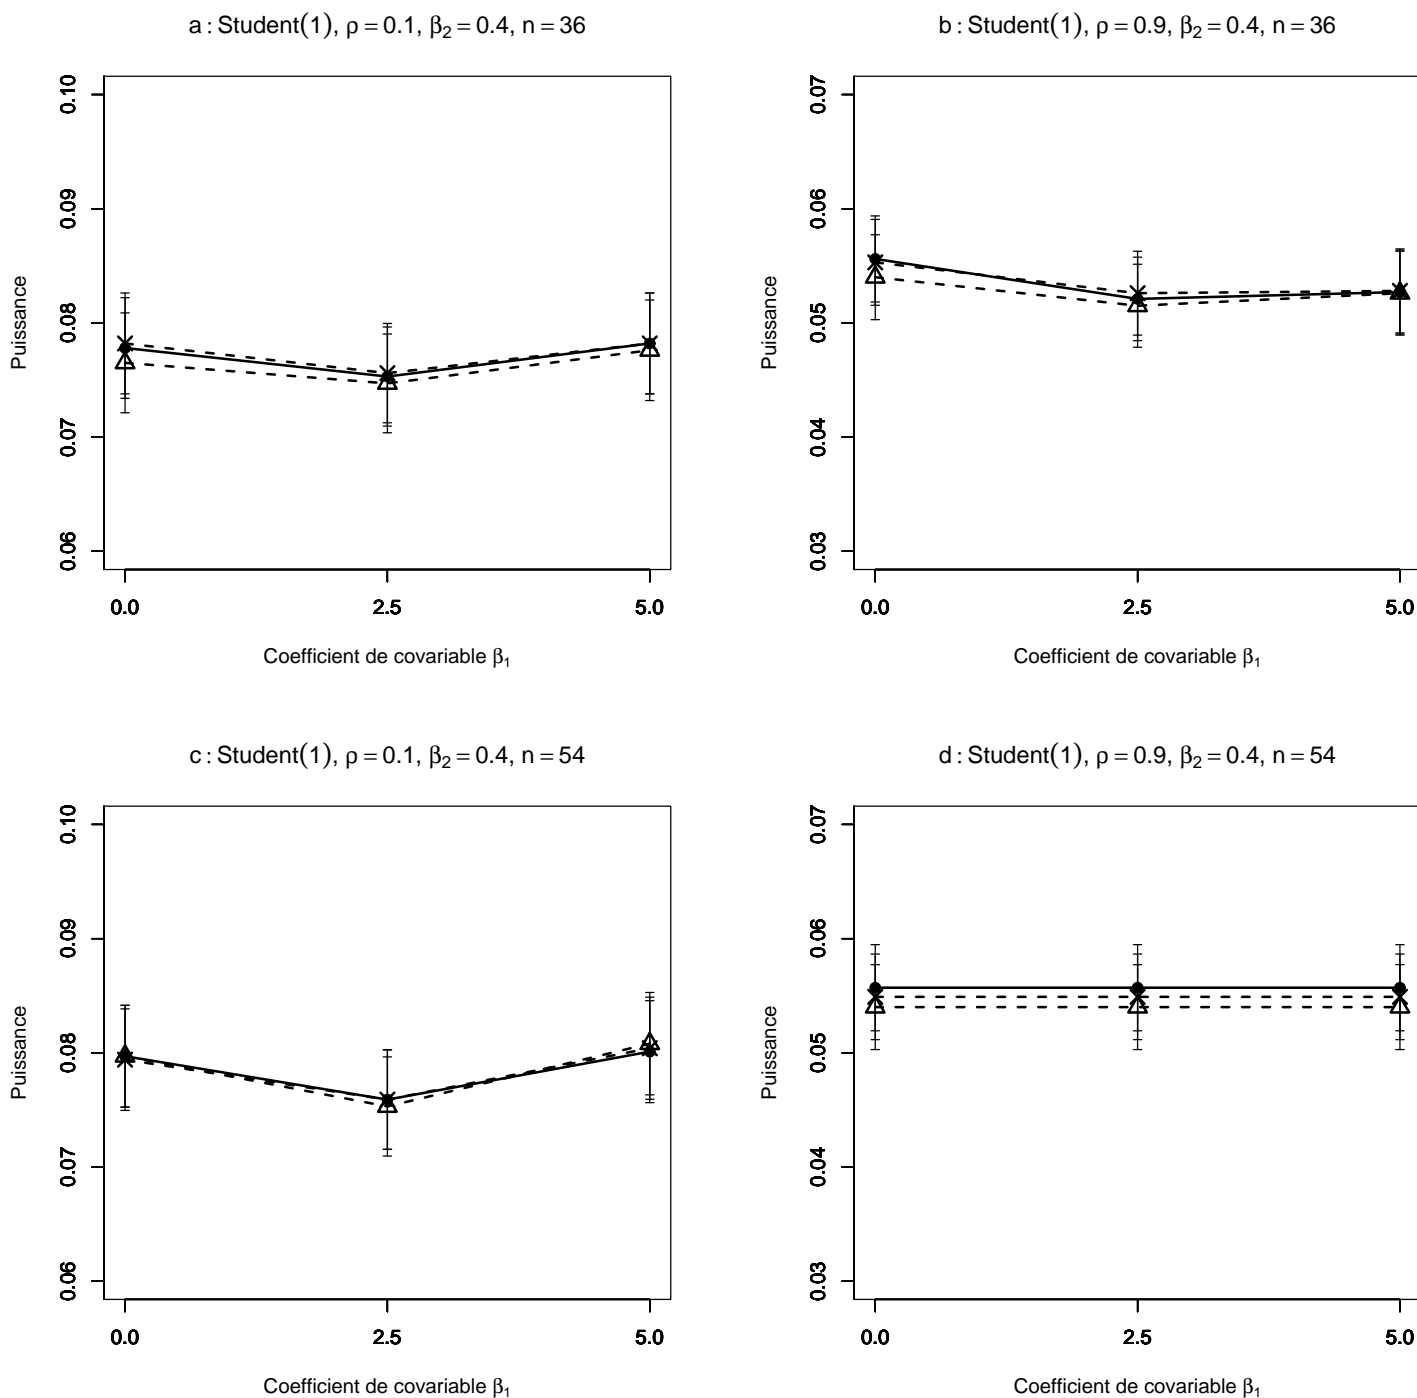 a : Student(1), ρ = 0.1, β₂ = 0.4, n = 36
0.10
0.09
0.08
0.07
0.06
Puissance
0.0 2.5 5.0
Coefficient de covariable β₁
b : Student(1), ρ = 0.9, β₂ = 0.4, n = 36
0.07
0.06
0.05
0.04
0.03
Puissance
0.0 2.5 5.0
Coefficient de covariable β₁
c : Student(1), ρ = 0.1, β₂ = 0.4, n = 54
0.10
0.09
0.08
0.07
0.06
Puissance
0.0 2.5 5.0
Coefficient de covariable β₁
d : Student(1), ρ = 0.9, β₂ = 0.4, n = 54
0.07
0.06
0.05
0.04
0.03
Puissance
0.0 2.5 5.0
Coefficient de covariable β₁